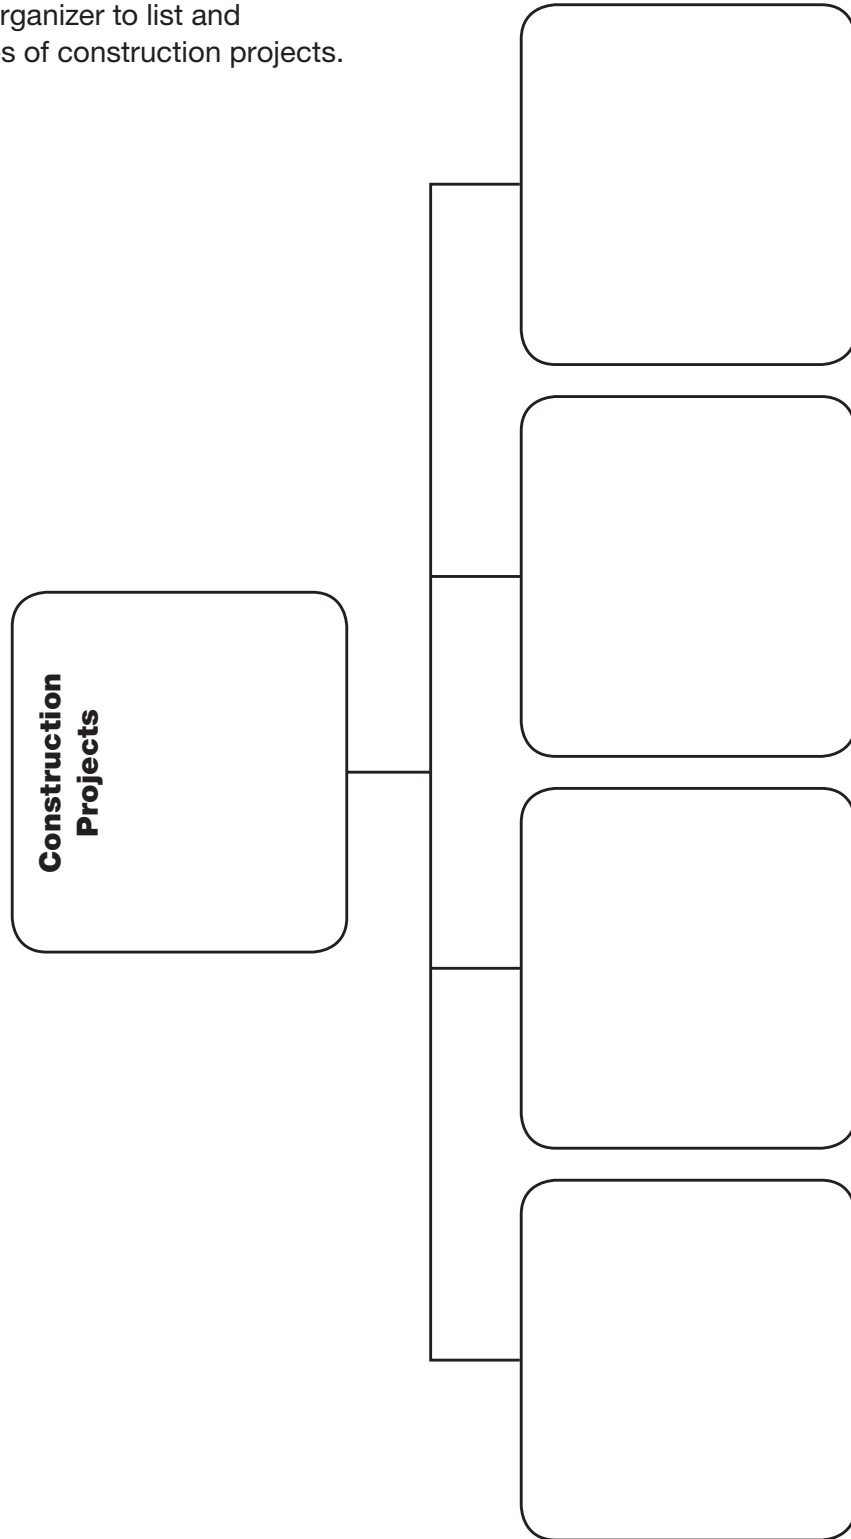 rganizer to list and
s of construction projects.
Construction
Projects